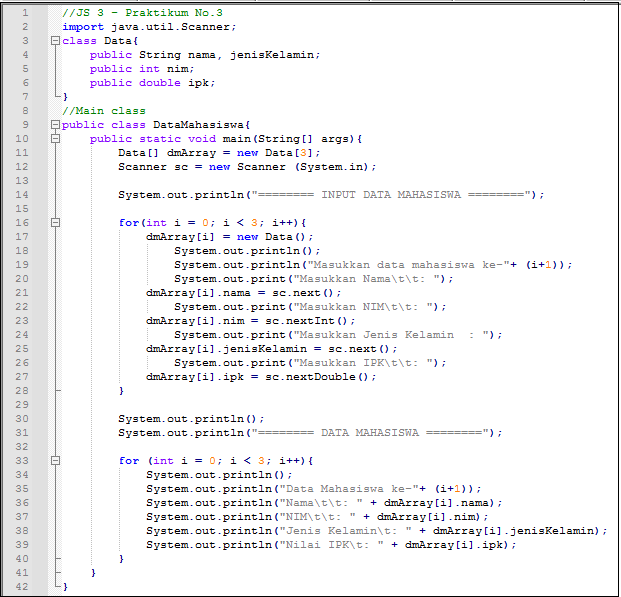 1 //JS 3 - Praktikum No.3
2 import java.util.Scanner;
3 class Data{
4 public String nama, jenisKelamin;
5 public int nim;
6 public double ipk;
7 }
8 //Main class
9 public class DataMahasiswa{
10 public static void main(String[] args){
11 Data[] dmArray = new Data[3];
12 Scanner sc = new Scanner (System.in);
13
14 System.out.println("======== INPUT DATA MAHASISWA ========");
15
16 for(int i = 0; i < 3; i++){
17 dmArray[i] = new Data();
18 System.out.println();
19 System.out.println("Masukkan data mahasiswa ke-"+ (i+1));
20 System.out.print("Masukkan Nama\t\t: ");
21 dmArray[i].nama = sc.next();
22 System.out.print("Masukkan NIM\t\t: ");
23 dmArray[i].nim = sc.nextInt();
24 System.out.print("Masukkan Jenis Kelamin  : ");
25 dmArray[i].jenisKelamin = sc.next();
26 System.out.print("Masukkan IPK\t\t: ");
27 dmArray[i].ipk = sc.nextDouble();
28 }
29
30 System.out.println();
31 System.out.println("======== DATA MAHASISWA ========");
32
33 for (int i = 0; i < 3; i++){
34 System.out.println();
35 System.out.println("Data Mahasiswa ke-"+ (i+1));
36 System.out.println("Nama\t\t: " + dmArray[i].nama);
37 System.out.println("NIM\t\t: " + dmArray[i].nim);
38 System.out.println("Jenis Kelamin\t: " + dmArray[i].jenisKelamin);
39 System.out.println("Nilai IPK\t: " + dmArray[i].ipk);
40 }
41 }
42 }